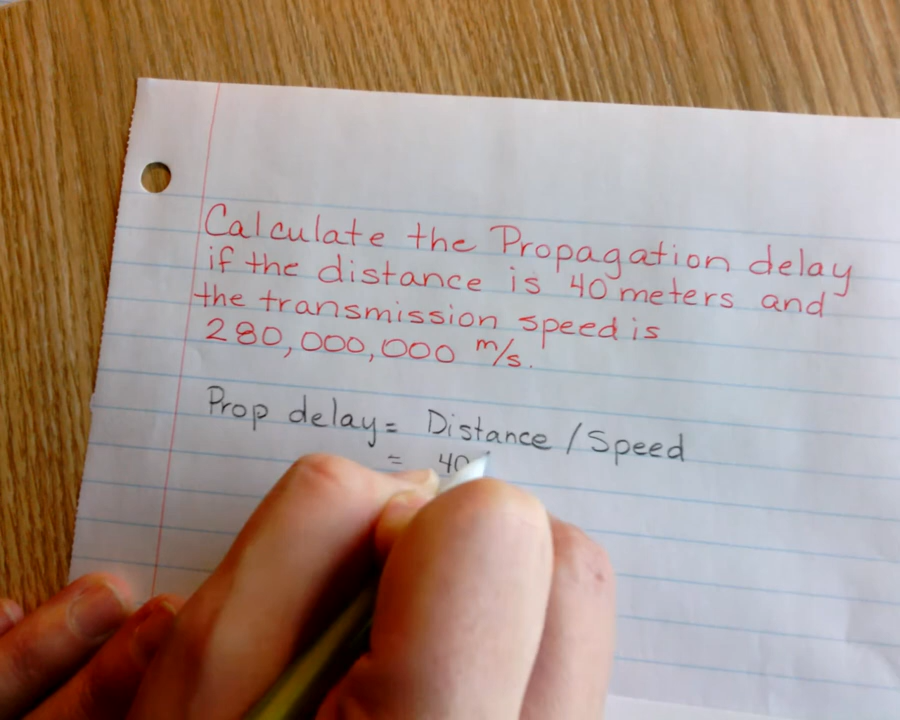 Calculate the Propagation delay
if the distance is 40 meters and
the transmission speed is
280,000,000 m/s.
Prop delay = Distance / Speed
= 40